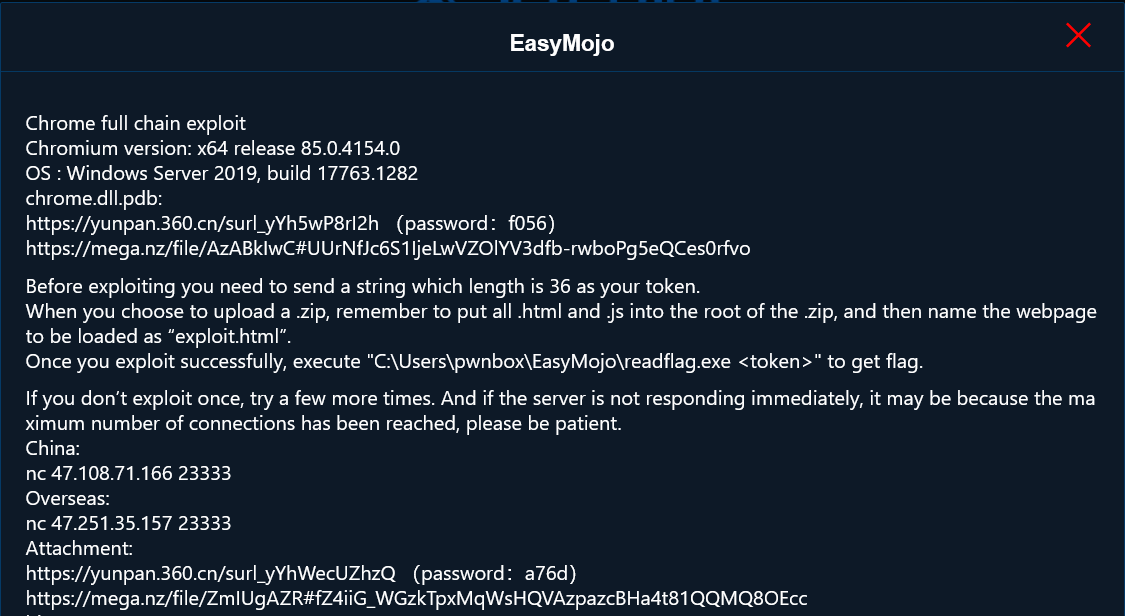 EasyMojo
Chrome full chain exploit
Chromium version: x64 release 85.0.4154.0
OS : Windows Server 2019, build 17763.1282
chrome.dll.pdb:
https://yunpan.360.cn/surl_yYh5wP8rI2h （password：f056）
https://mega.nz/file/AzABkIwC#UUrNfJc6S1IjeLwVZOlYV3dfb-rwboPg5eQCes0rfvo
Before exploiting you need to send a string which length is 36 as your token.
When you choose to upload a .zip, remember to put all .html and .js into the root of the .zip, and then name the webpage
to be loaded as “exploit.html”.
Once you exploit successfully, execute "C:\Users\pwnbox\EasyMojo\readflag.exe <token>" to get flag.
If you don’t exploit once, try a few more times. And if the server is not responding immediately, it may be because the ma
ximum number of connections has been reached, please be patient.
China:
nc 47.108.71.166 23333
Overseas:
nc 47.251.35.157 23333
Attachment:
https://yunpan.360.cn/surl_yYhWecUZhzQ （password：a76d）
https://mega.nz/file/ZmIUgAZR#fZ4iiG_WGzkTpxMqWsHQVAzpazcBHa4t81QQMQ8OEcc